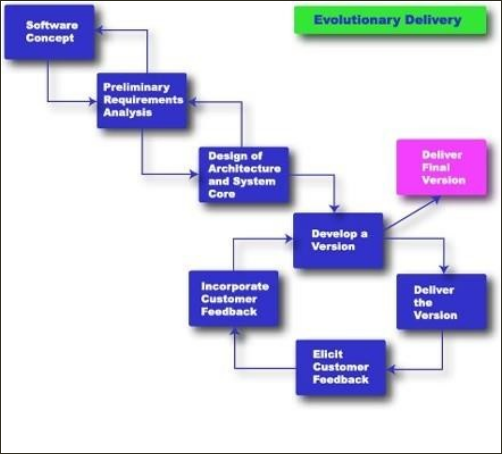 Evolutionary Delivery
Software
Concept
Preliminary
Requirements
Analysis
Design of
Architecture
and System
Core
Deliver
Final
Version
Develop a
Version
Incorporate
Customer
Feedback
Deliver
the
Version
Elicit
Customer
Feedback